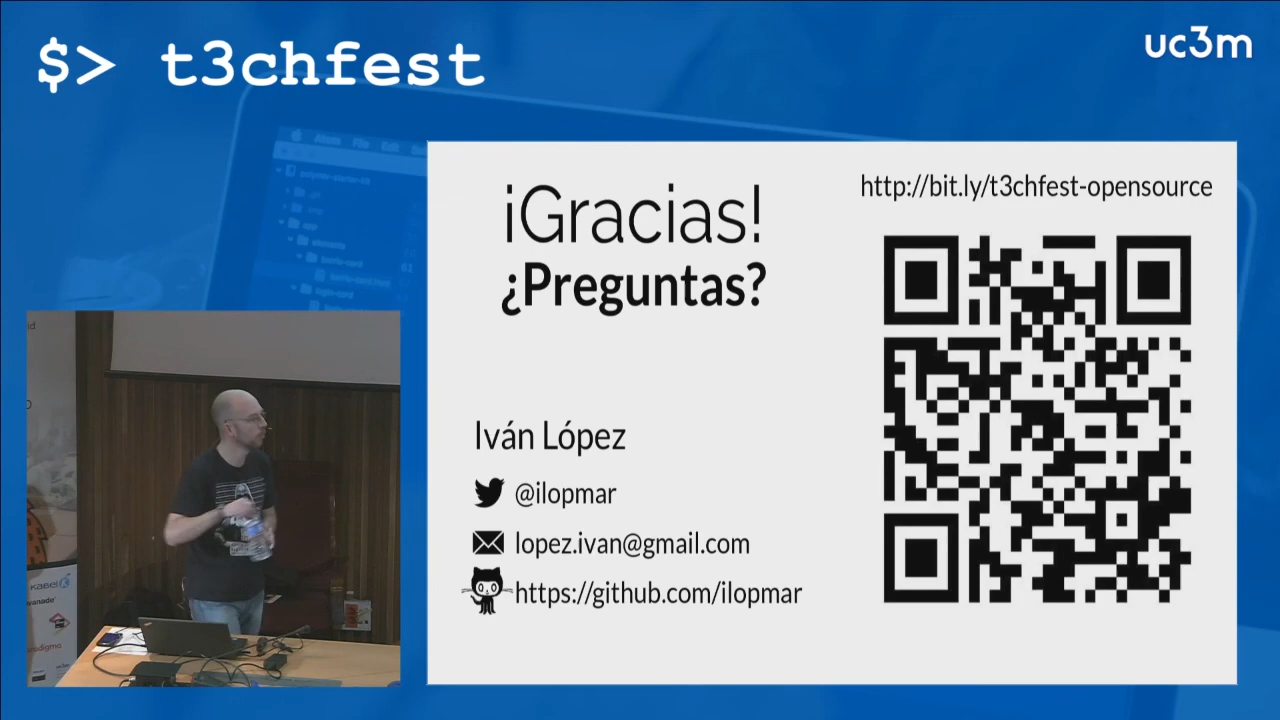 $> t3chfest
uc3m
¡Gracias!
¿Preguntas?
http://bit.ly/t3chfest-opensource
Iván López
@ilopmar
lopez.ivan@gmail.com
https://github.com/ilopmar
KABEL